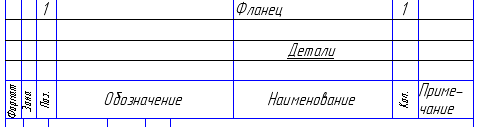 1 Фланец 1
Детали
Формат Зона Поз. Обозначение Наименование Кол. Приме-
чание